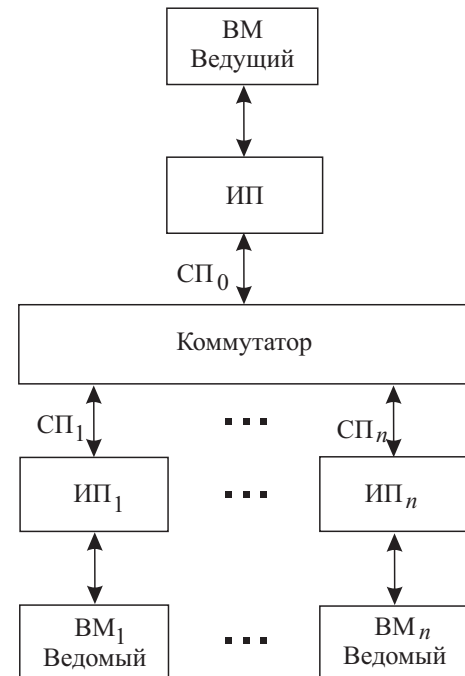 ВМ
Ведущий
ИП
СП₀
Коммутатор
СП₁ ... СПₙ
ИП₁ ... ИПₙ
ВМ₁ ... ВМₙ
Ведомый Ведомый